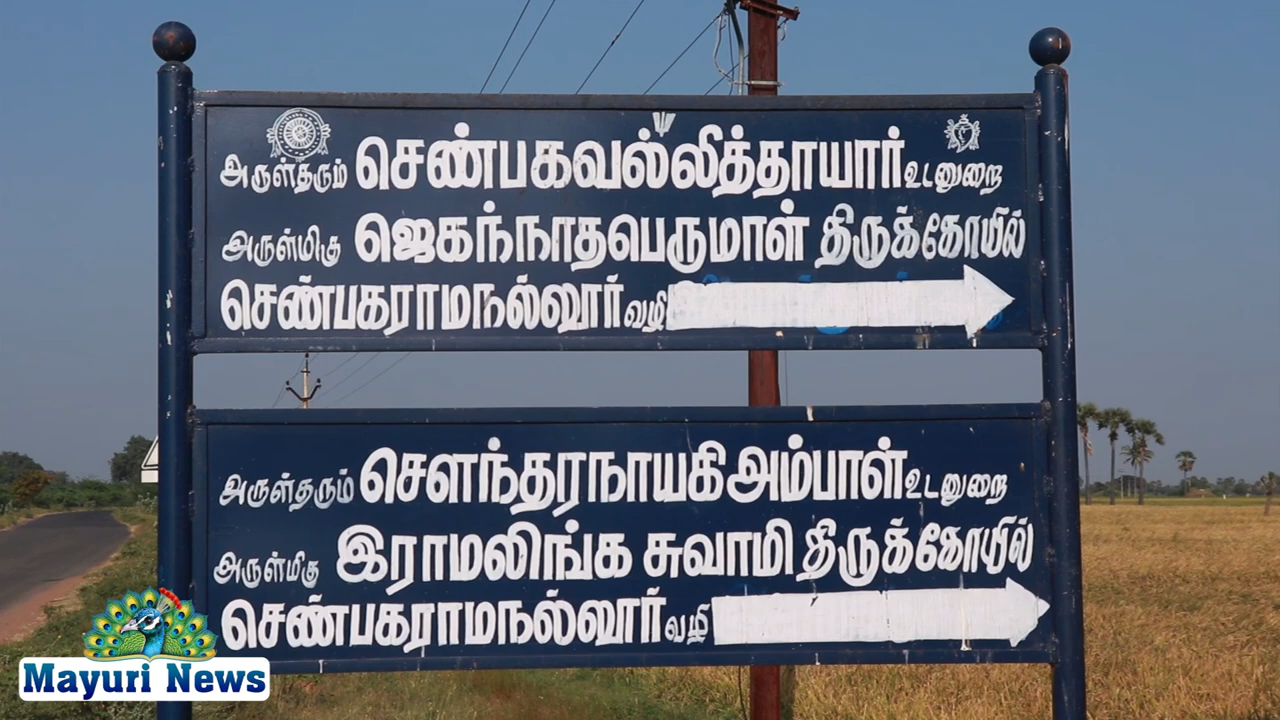 அருள்தரும் செண்பகவல்லித்தாயார் உடனுறை
அருள்மிகு ஜெகந்நாதபெருமாள் திருக்கோயில்
செண்பகராமநல்லூர் வழி
அருள்தரும் சௌந்தரநாயகி அம்பாள் உடனுறை
அருள்மிகு இராமலிங்க சுவாமி திருக்கோயில்
செண்பகராமநல்லூர் வழி
Mayuri News